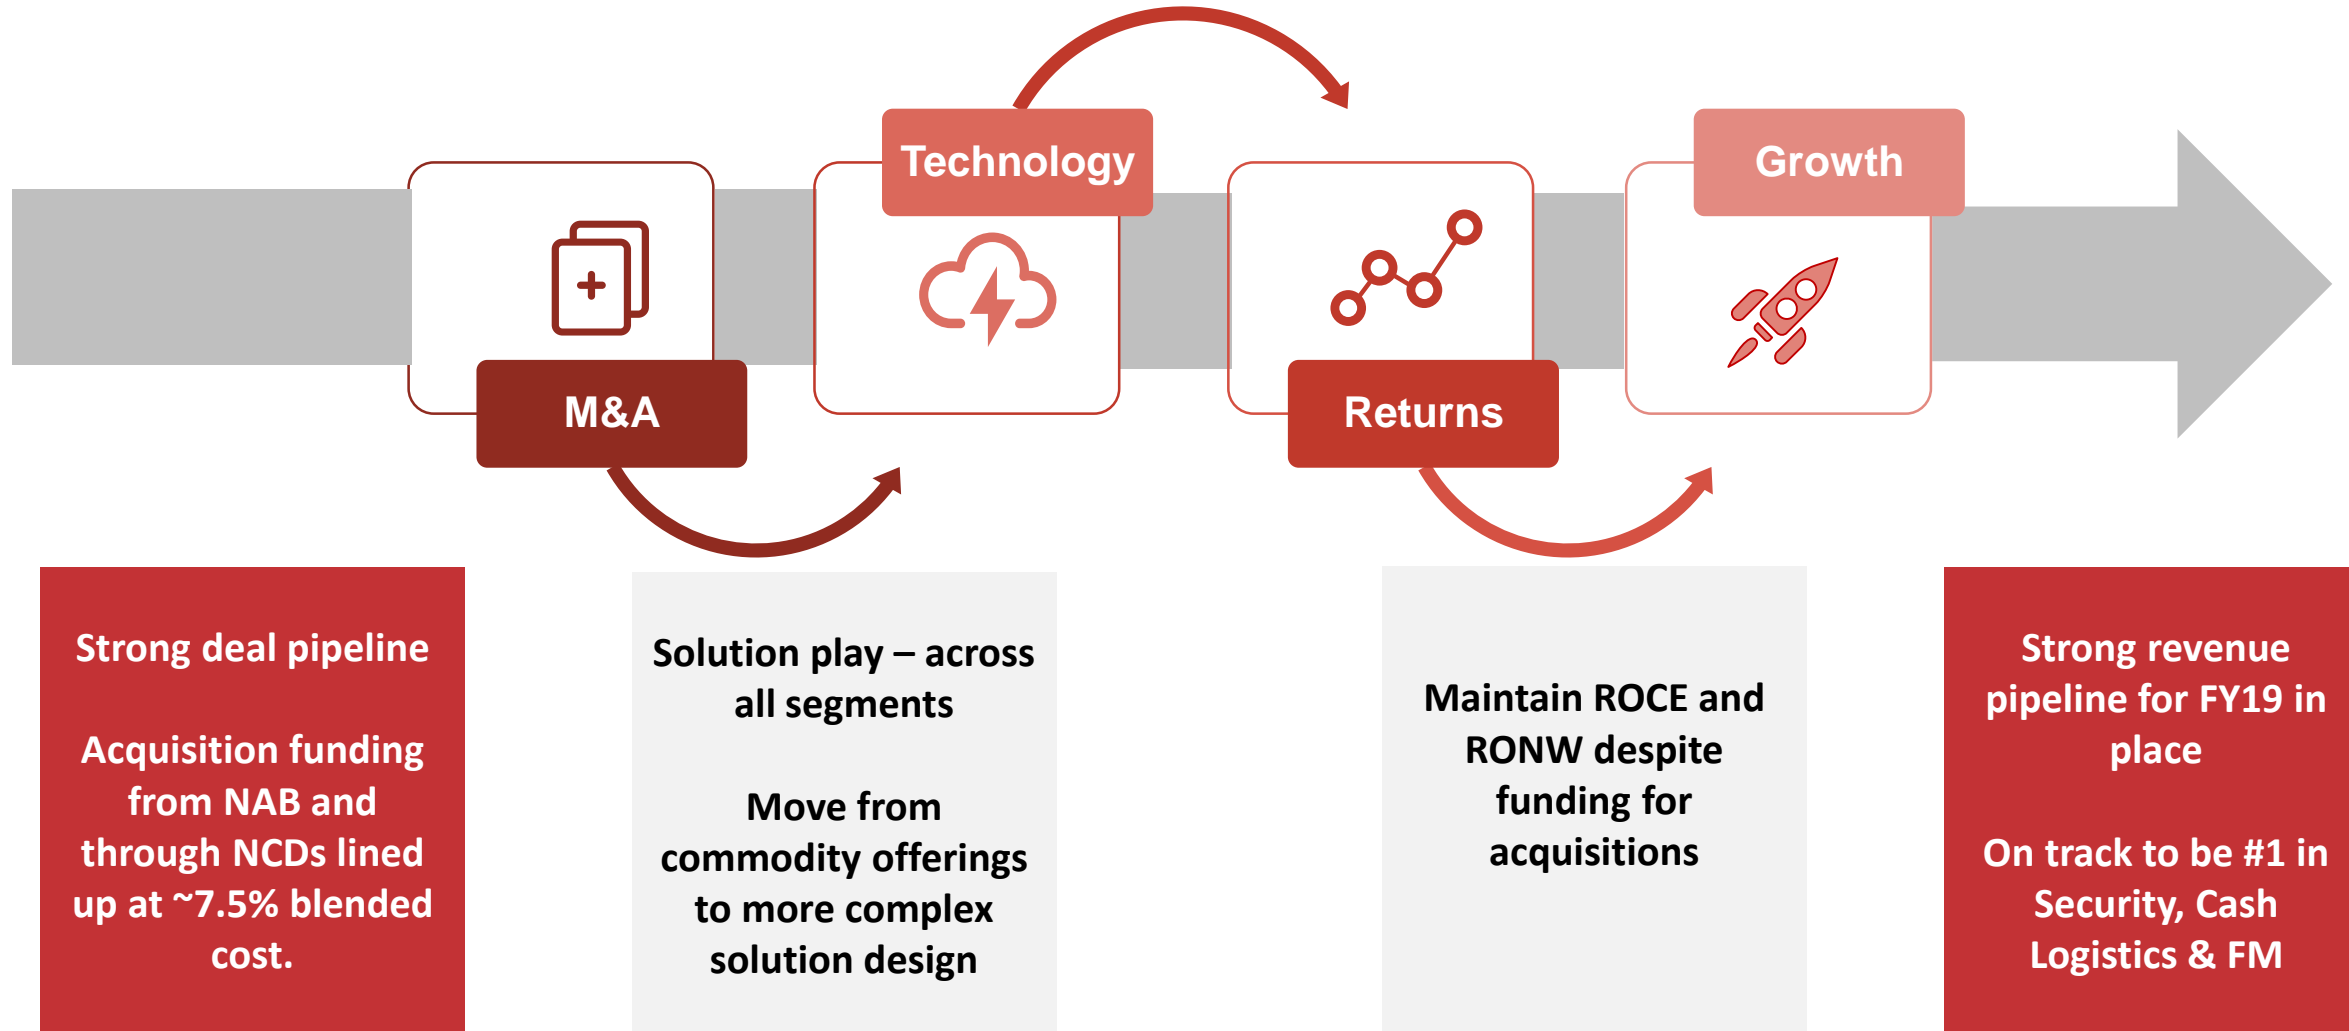 Technology
Growth
M&A
Returns
Strong deal pipeline
Acquisition funding
from NAB and
through NCDs lined
up at ~7.5% blended
cost.
Solution play – across
all segments
Move from
commodity offerings
to more complex
solution design
Maintain ROCE and
RONW despite
funding for
acquisitions
Strong revenue
pipeline for FY19 in
place
On track to be #1 in
Security, Cash
Logistics & FM